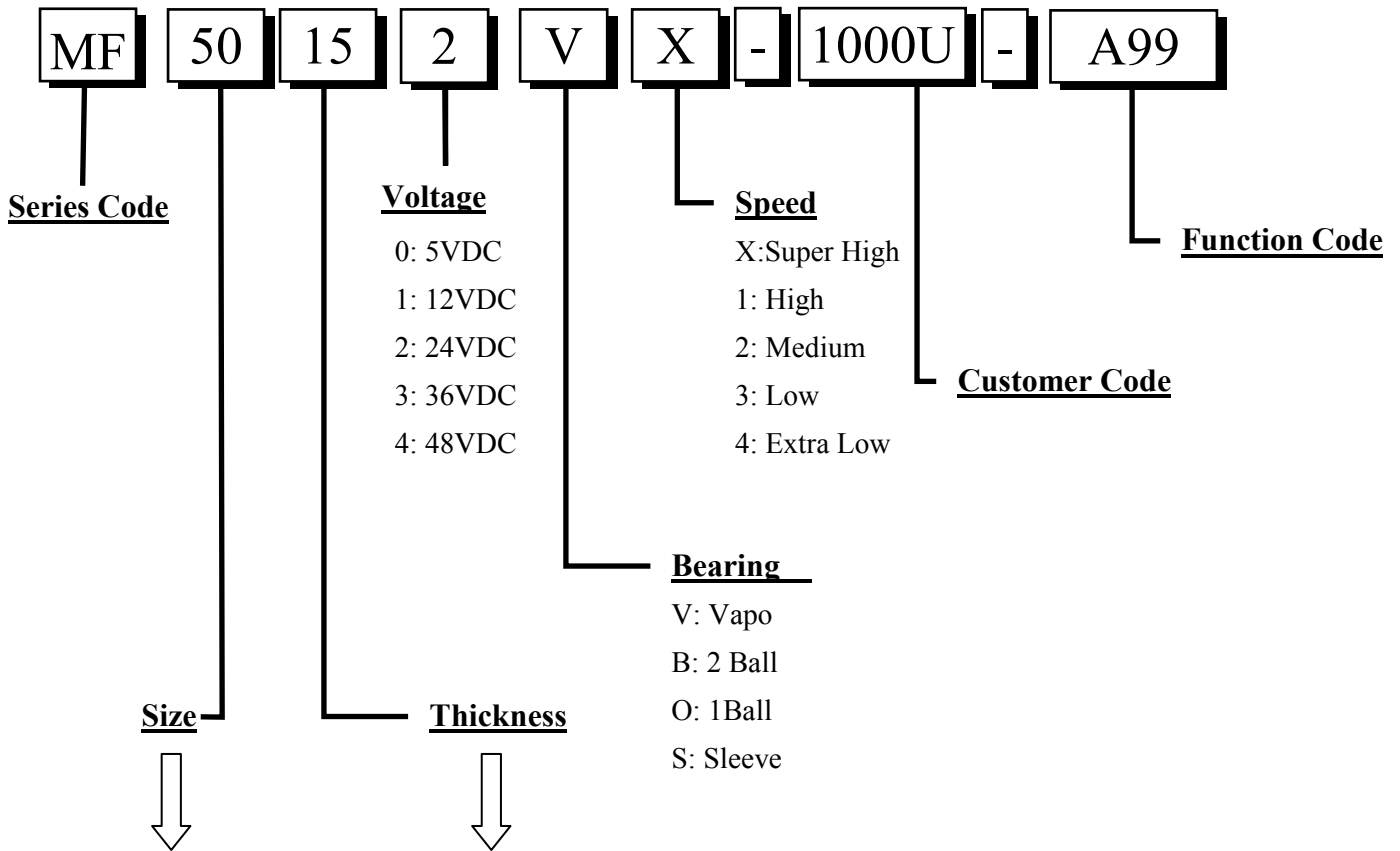 MF 50 15 2 V X - 1000U - A99
Series Code
Voltage
0: 5VDC
1: 12VDC
2: 24VDC
3: 36VDC
4: 48VDC
Speed
X:Super High
1: High
2: Medium
3: Low
4: Extra Low
Function Code
Customer Code
Bearing
V: Vapo
B: 2 Ball
O: 1Ball
S: Sleeve
Size
Thickness